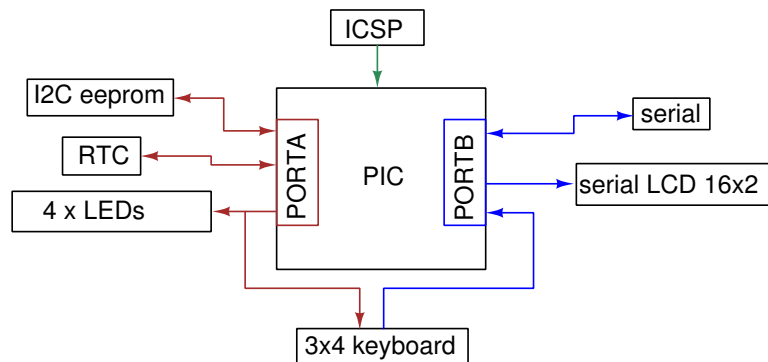 ICSP
I2C eeprom
RTC
4 x LEDs
PORTA
PIC
PORTB
serial
serial LCD 16x2
3x4 keyboard